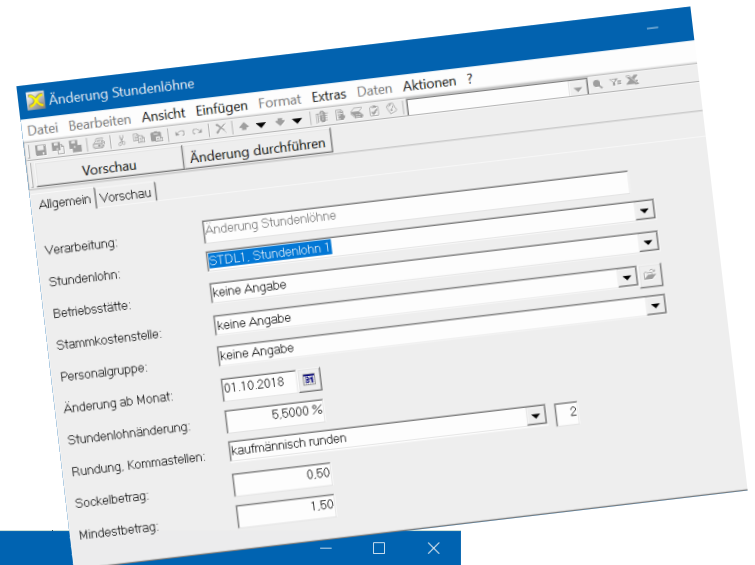 Änderung Stundenlöhne
Datei Bearbeiten Ansicht Einfügen Format Extras Daten Aktionen ?
Vorschau Änderung durchführen
Allgemein Vorschau
Verarbeitung: Änderung Stundenlöhne
Stundenlohn: STDL1, Stundenlohn 1
Betriebsstätte: keine Angabe
Stammkostenstelle: keine Angabe
Personalgruppe: keine Angabe
Änderung ab Monat: 01.10.2018
Stundenlohnänderung: 5,5000 %
Rundung, Kommastellen: kaufmännisch runden 2
Sockelbetrag: 0,50
Mindestbetrag: 1,50